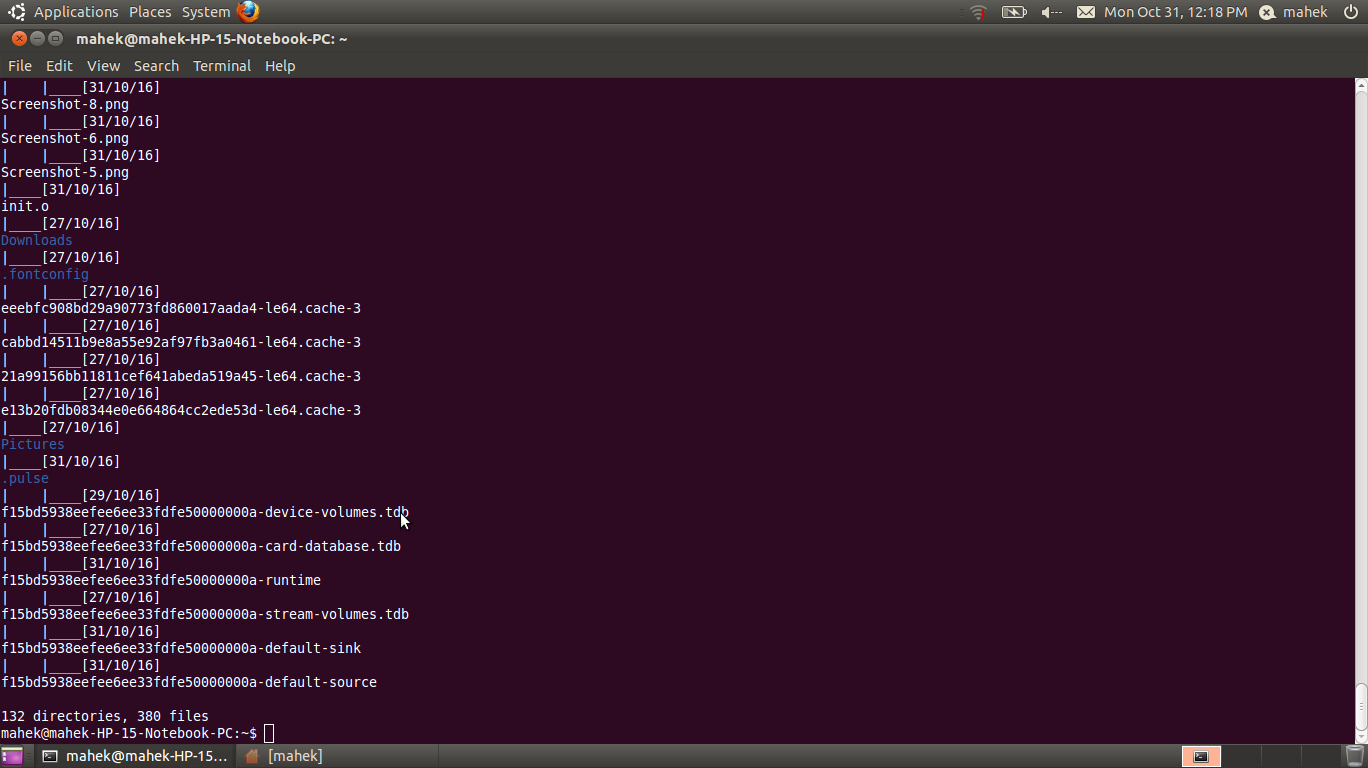 Applications Places System Mon Oct 31, 12:18 PM mahek
mahek@mahek-HP-15-Notebook-PC: ~
File Edit View Search Terminal Help
|    |____[31/10/16]
Screenshot-8.png
|    |____[31/10/16]
Screenshot-6.png
|    |____[31/10/16]
Screenshot-5.png
|____[31/10/16]
init.o
|____[27/10/16]
Downloads
|____[27/10/16]
.fontconfig
|    |____[27/10/16]
eeebfc908bd29a90773fd860017aada4-le64.cache-3
|    |____[27/10/16]
cabbd14511b9e8a55e92af97fb3a0461-le64.cache-3
|    |____[27/10/16]
21a99156bb11811cef641abeda519a45-le64.cache-3
|    |____[27/10/16]
e13b20fdb08344e0e664864cc2ede53d-le64.cache-3
|____[27/10/16]
Pictures
|____[31/10/16]
.pulse
|    |____[29/10/16]
f15bd5938eefee6ee33fdfe50000000a-device-volumes.tdb
|    |____[27/10/16]
f15bd5938eefee6ee33fdfe50000000a-card-database.tdb
|    |____[31/10/16]
f15bd5938eefee6ee33fdfe50000000a-runtime
|    |____[27/10/16]
f15bd5938eefee6ee33fdfe50000000a-stream-volumes.tdb
|    |____[31/10/16]
f15bd5938eefee6ee33fdfe50000000a-default-sink
|    |____[31/10/16]
f15bd5938eefee6ee33fdfe50000000a-default-source
132 directories, 380 files
mahek@mahek-HP-15-Notebook-PC:~$
mahek@mahek-HP-15... [mahek]